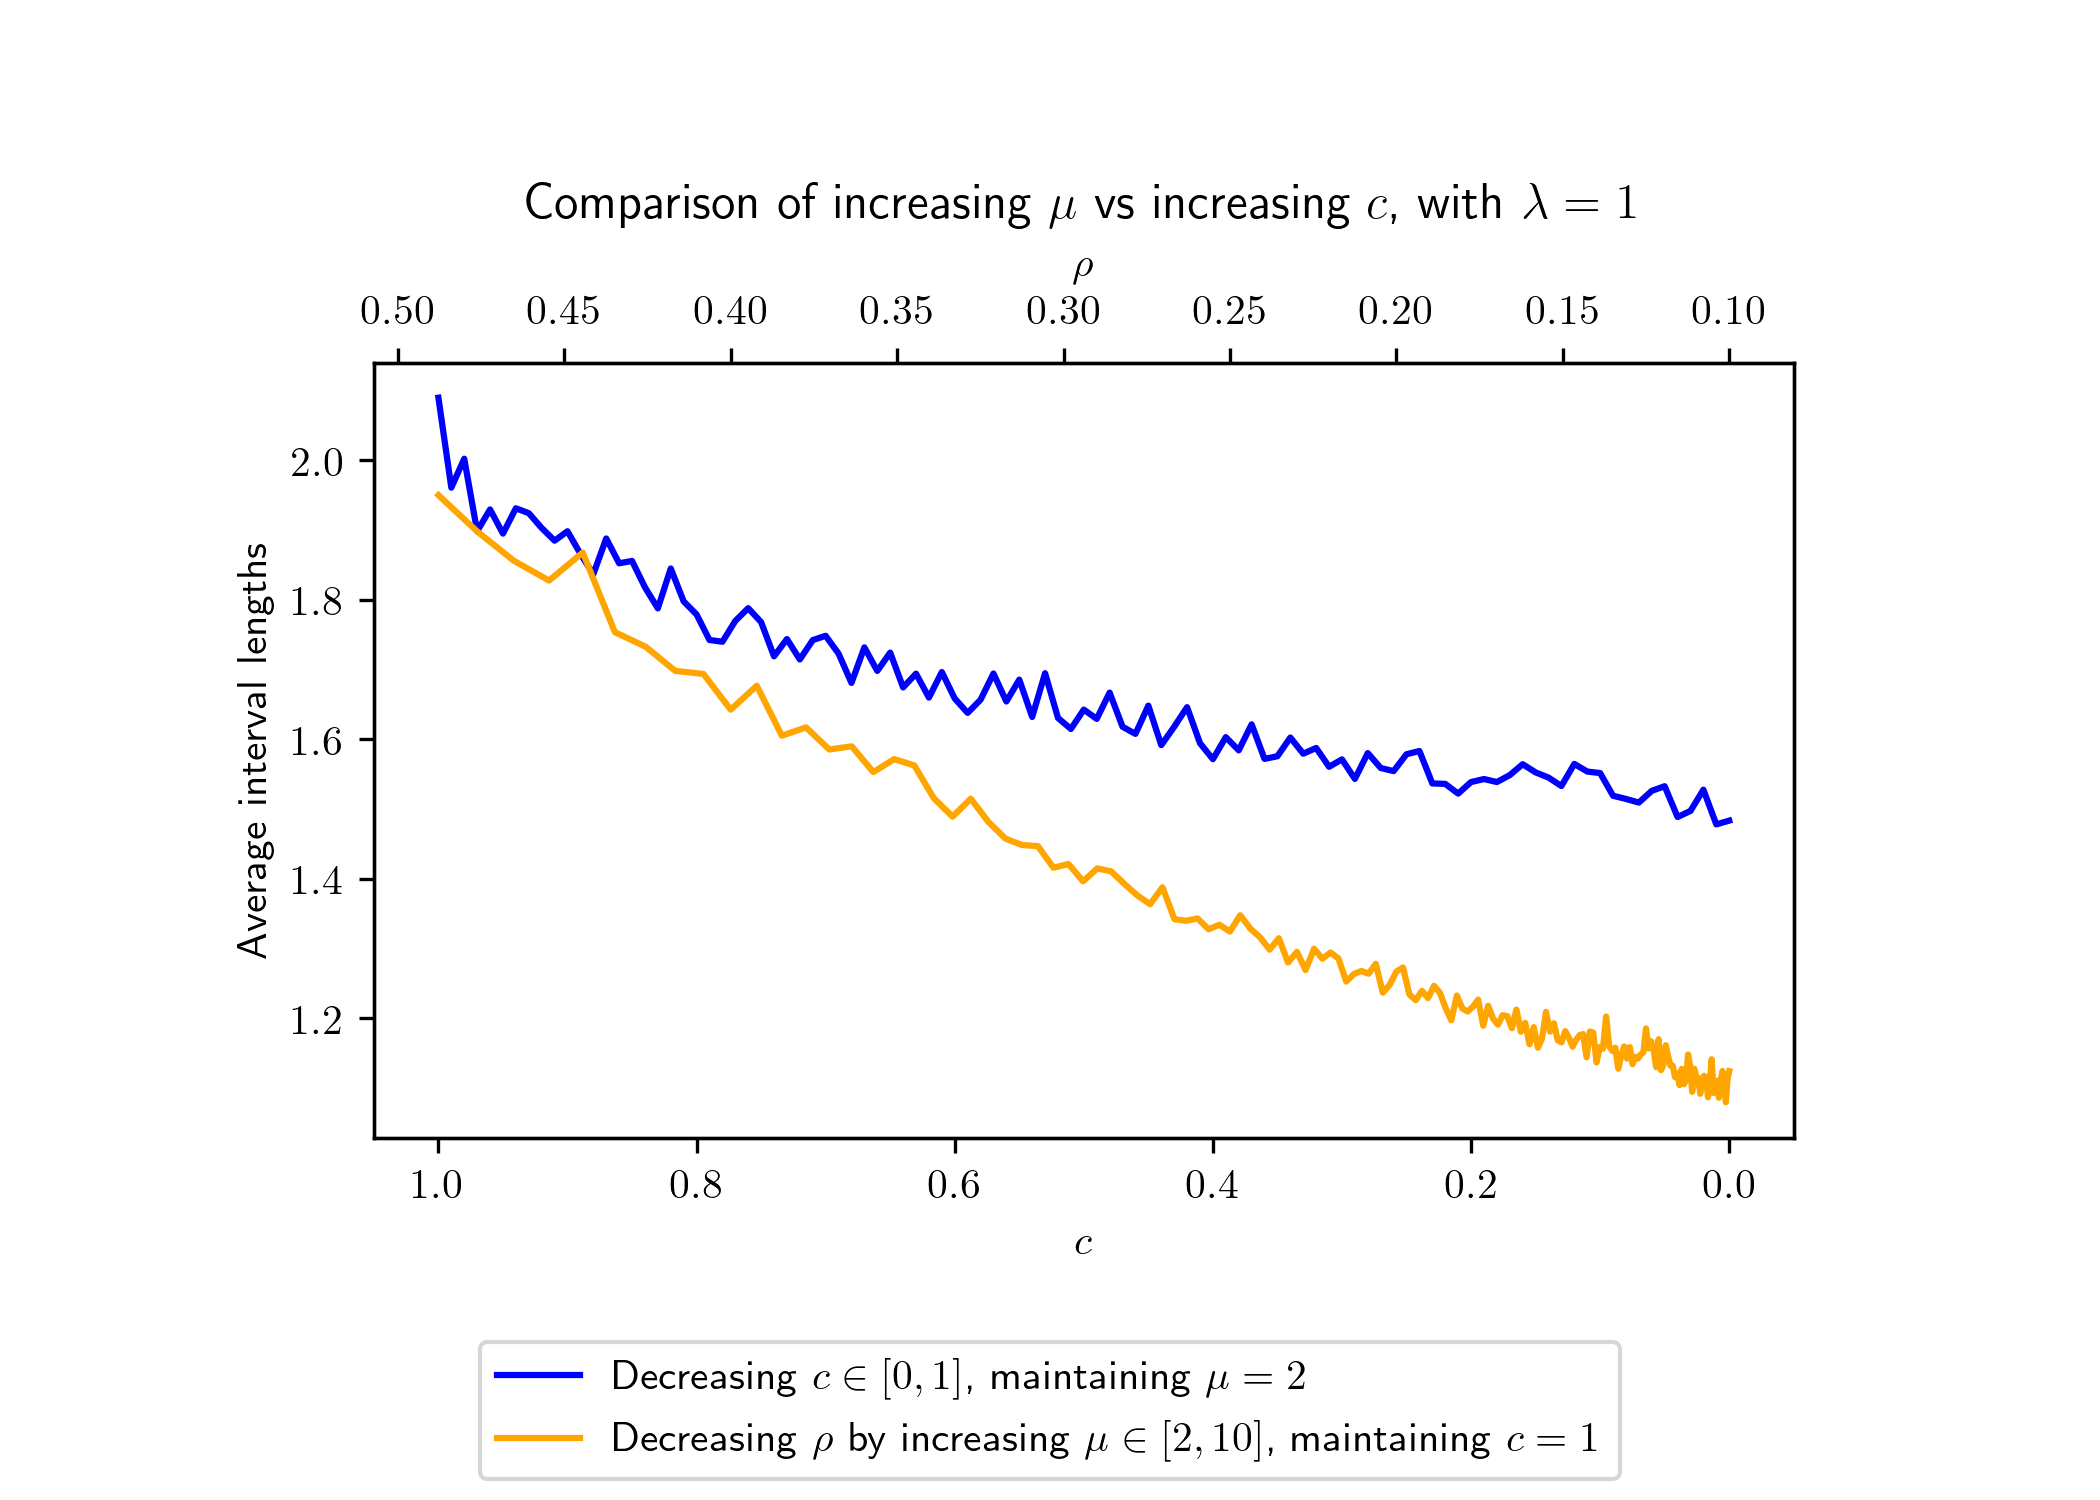 Comparison of increasing μ vs increasing c, with λ = 1
ρ
0.50 0.45 0.40 0.35 0.30 0.25 0.20 0.15 0.10
Average interval lengths
2.0
1.8
1.6
1.4
1.2
1.0 0.8 0.6 0.4 0.2 0.0
c
Decreasing c ∈ [0, 1], maintaining μ = 2
Decreasing ρ by increasing μ ∈ [2, 10], maintaining c = 1